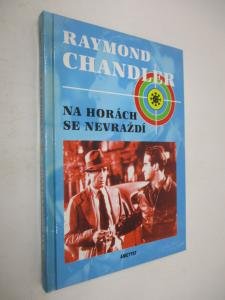 RAYMOND
CHANDLER
NA HORÁCH
SE NEVRAŽDÍ
AMETYST